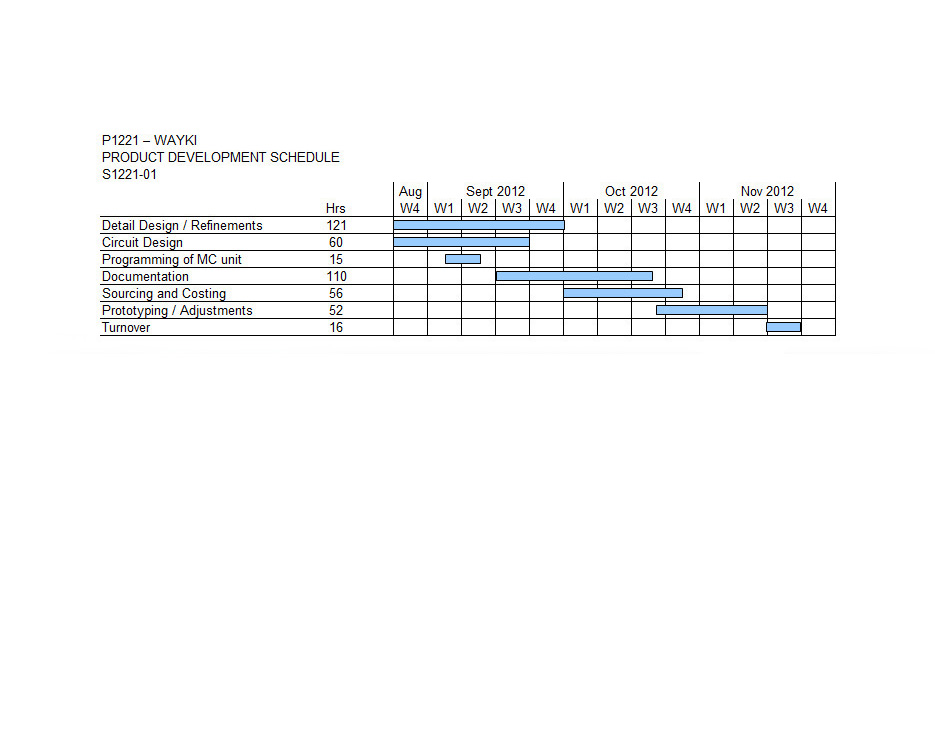 P1221 – WAYKI
PRODUCT DEVELOPMENT SCHEDULE
S1221-01
Aug Sept 2012 Oct 2012 Nov 2012
Hrs W4 W1 W2 W3 W4 W1 W2 W3 W4 W1 W2 W3 W4
Detail Design / Refinements 121
Circuit Design 60
Programming of MC unit 15
Documentation 110
Sourcing and Costing 56
Prototyping / Adjustments 52
Turnover 16